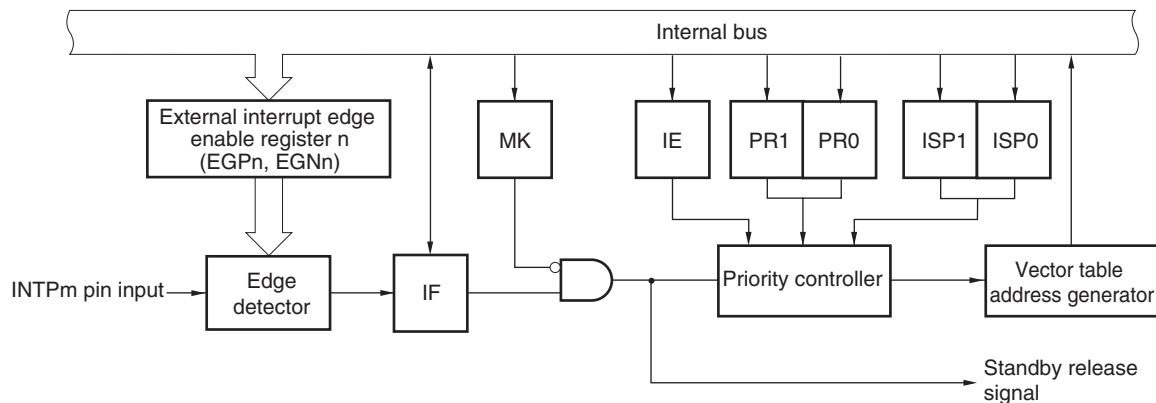 Internal bus
External interrupt edge
enable register n
(EGPn, EGNn)
MK
IE
PR1
PR0
ISP1
ISP0
INTPm pin input
Edge
detector
IF
Priority controller
Vector table
address generator
Standby release
signal